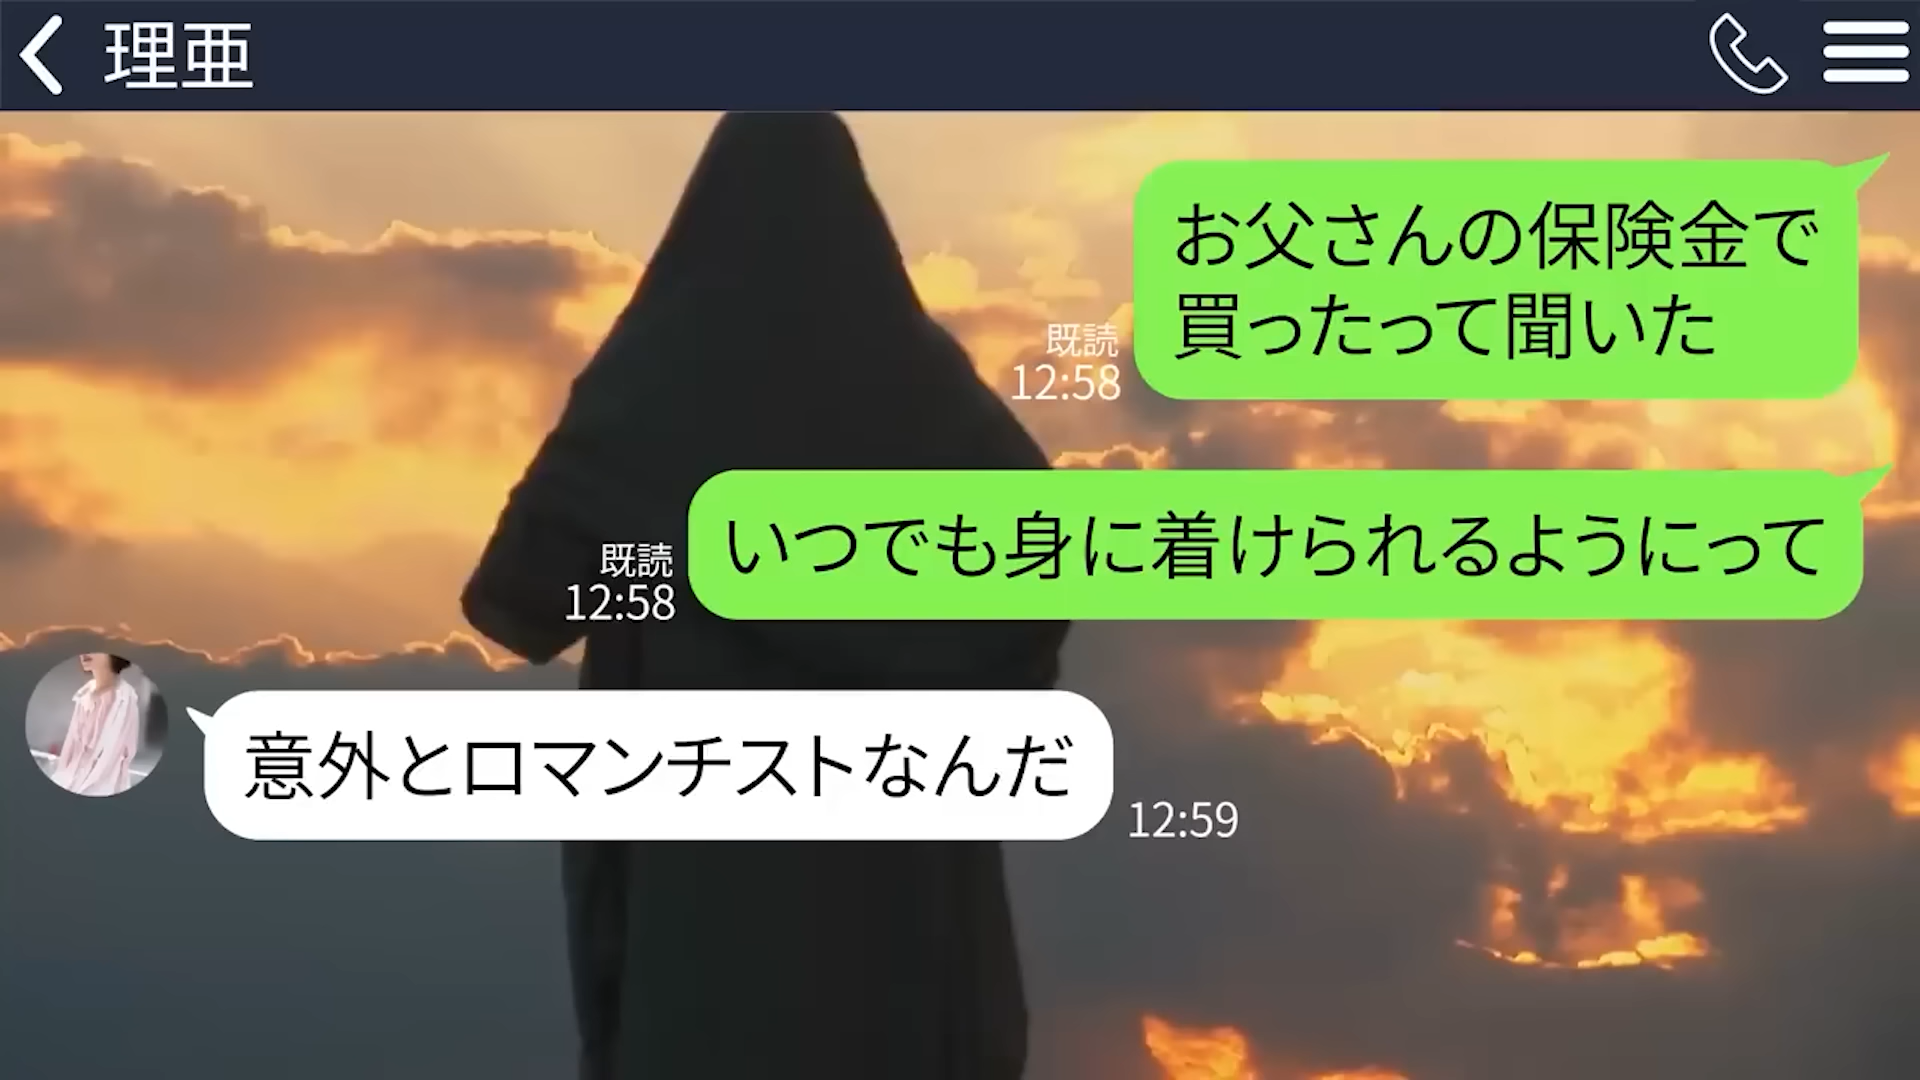 理亜
お父さんの保険金で
買ったって聞いた
既読
12:58
いつでも身に着けられるようにって
既読
12:58
意外とロマンチストなんだ
12:59